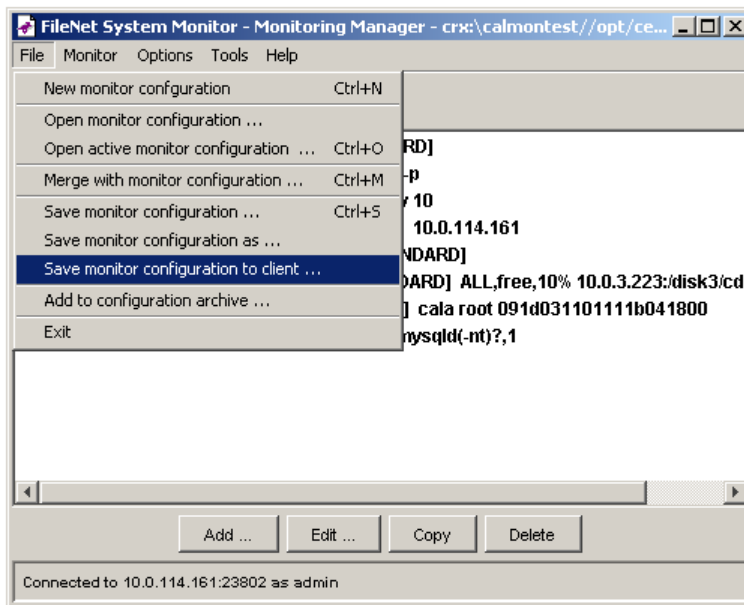 FileNet System Monitor - Monitoring Manager - crx:\calmontest//opt/ce...
File Monitor Options Tools Help
New monitor confguration Ctrl+N
Open monitor configuration ...
Open active monitor configuration ... Ctrl+O
Merge with monitor configuration ... Ctrl+M
Save monitor configuration ... Ctrl+S
Save monitor configuration as ...
Save monitor configuration to client ...
Add to configuration archive ...
Exit
RD]
-p
10
10.0.114.161
NDARD]
DARD] ALL,free,10% 10.0.3.223:/disk3/cd
] cala root 091d031101111b041800
mysqld(-nt)?,1
Add ... Edit ... Copy Delete
Connected to 10.0.114.161:23802 as admin